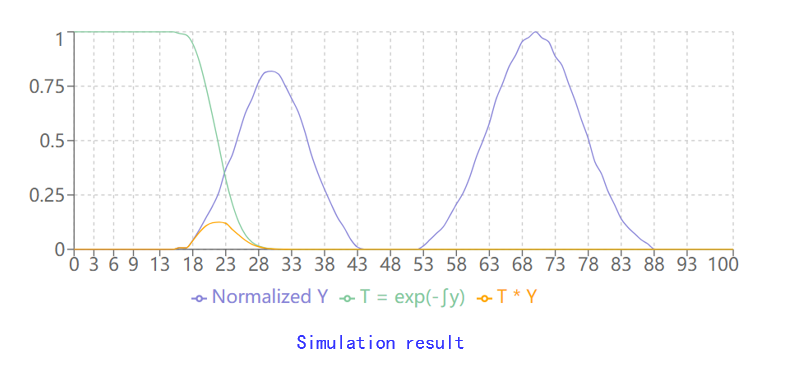 1
0.75
0.5
0.25
0
0 3 6 9 13 18 23 28 33 38 43 48 53 58 63 68 73 78 83 88 93 100
Normalized Y T = exp(-∫y) T * Y
Simulation result